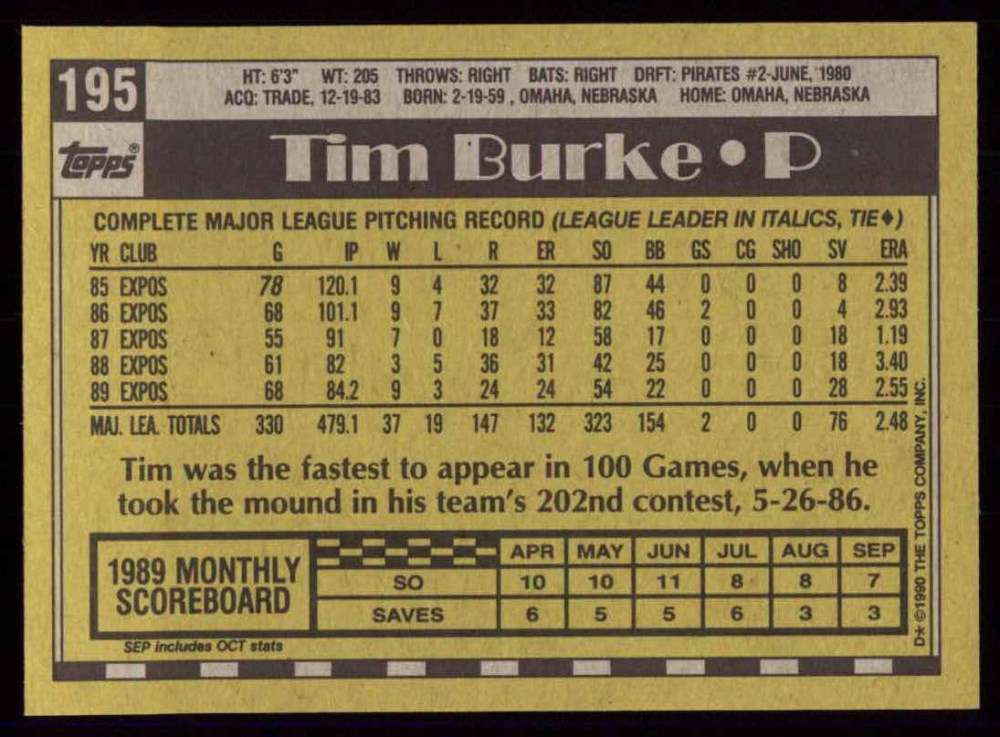 195
HT: 6'3" WT: 205 THROWS: RIGHT BATS: RIGHT DRFT: PIRATES #2-JUNE, 1980
ACQ: TRADE, 12-19-83 BORN: 2-19-59, OMAHA, NEBRASKA HOME: OMAHA, NEBRASKA
Topps®
Tim Burke • P
COMPLETE MAJOR LEAGUE PITCHING RECORD (LEAGUE LEADER IN ITALICS, TIE♦)
YR CLUB G IP W L R ER SO BB GS CG SHO SV ERA
85 EXPOS 78 120.1 9 4 32 32 87 44 0 0 0 8 2.39
86 EXPOS 68 101.1 9 7 37 33 82 46 2 0 0 4 2.93
87 EXPOS 55 91 7 0 18 12 58 17 0 0 0 18 1.19
88 EXPOS 61 82 3 5 36 31 42 25 0 0 0 18 3.40
89 EXPOS 68 84.2 9 3 24 24 54 22 0 0 0 28 2.55
MAJ. LEA. TOTALS 330 479.1 37 19 147 132 323 154 2 0 0 76 2.48
Tim was the fastest to appear in 100 Games, when he
took the mound in his team's 202nd contest, 5-26-86.
1989 MONTHLY
SCOREBOARD
APR MAY JUN JUL AUG SEP
SO 10 10 11 8 8 7
SAVES 6 5 5 6 3 3
SEP includes OCT stats
D★ ©1990 THE TOPPS COMPANY, INC.